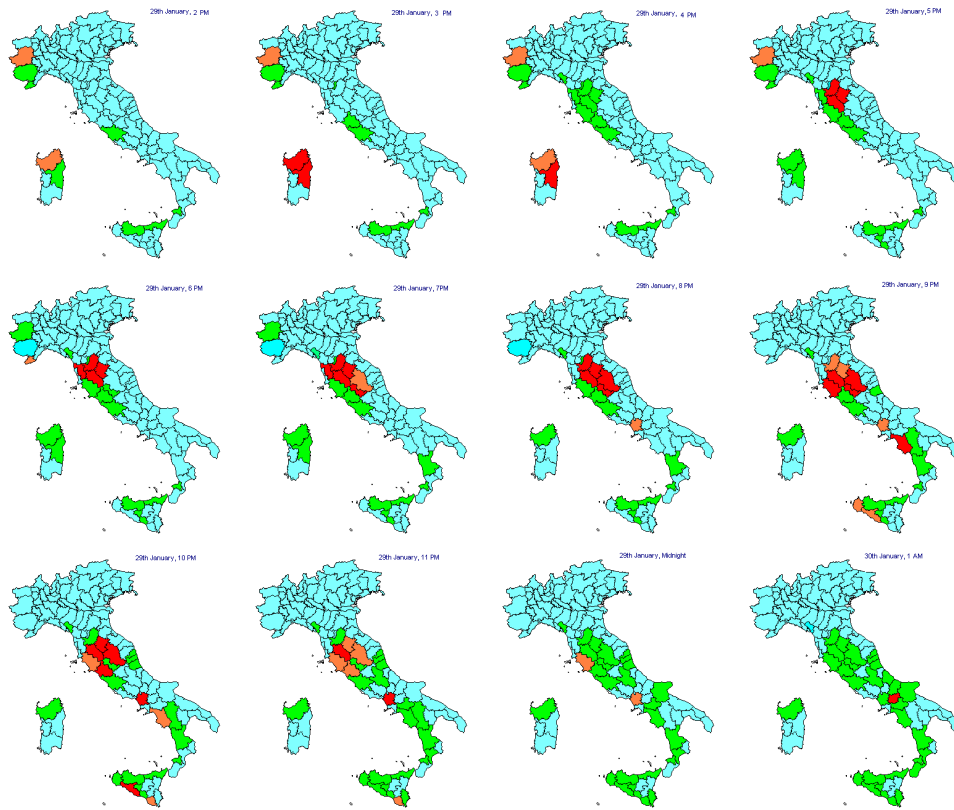 29th January, 2 PM
29th January, 3 PM
29th January, 4 PM
29th January, 5 PM
29th January, 6 PM
29th January, 7PM
29th January, 8 PM
29th January, 9 PM
29th January, 10 PM
29th January, 11 PM
29th January, Midnight
30th January, 1 AM